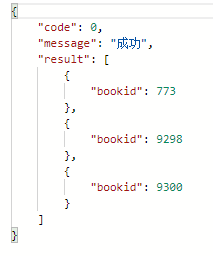 {
    "code": 0,
    "message": "成功",
    "result": [
        {
            "bookid": 773
        },
        {
            "bookid": 9298
        },
        {
            "bookid": 9300
        }
    ]
}